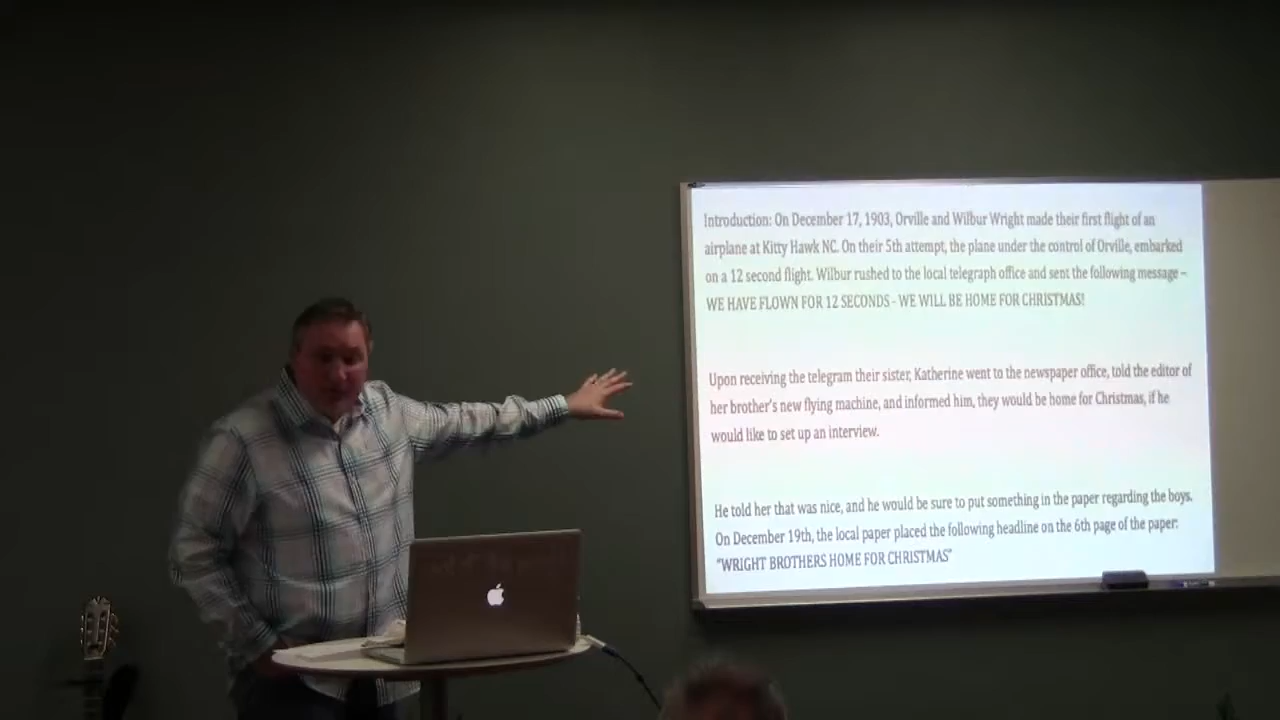 Introduction: On December 17, 1903, Orville and Wilbur Wright made their first flight of an
airplane at Kitty Hawk NC. On their 5th attempt, the plane under the control of Orville, embarked
on a 12 second flight. Wilbur rushed to the local telegraph office and sent the following message –
WE HAVE FLOWN FOR 12 SECONDS - WE WILL BE HOME FOR CHRISTMAS!
Upon receiving the telegram their sister, Katherine went to the newspaper office, told the editor of
her brother's new flying machine, and informed him, they would be home for Christmas, if he
would like to set up an interview.
He told her that was nice, and he would be sure to put something in the paper regarding the boys.
On December 19th, the local paper placed the following headline on the 6th page of the paper:
“WRIGHT BROTHERS HOME FOR CHRISTMAS”